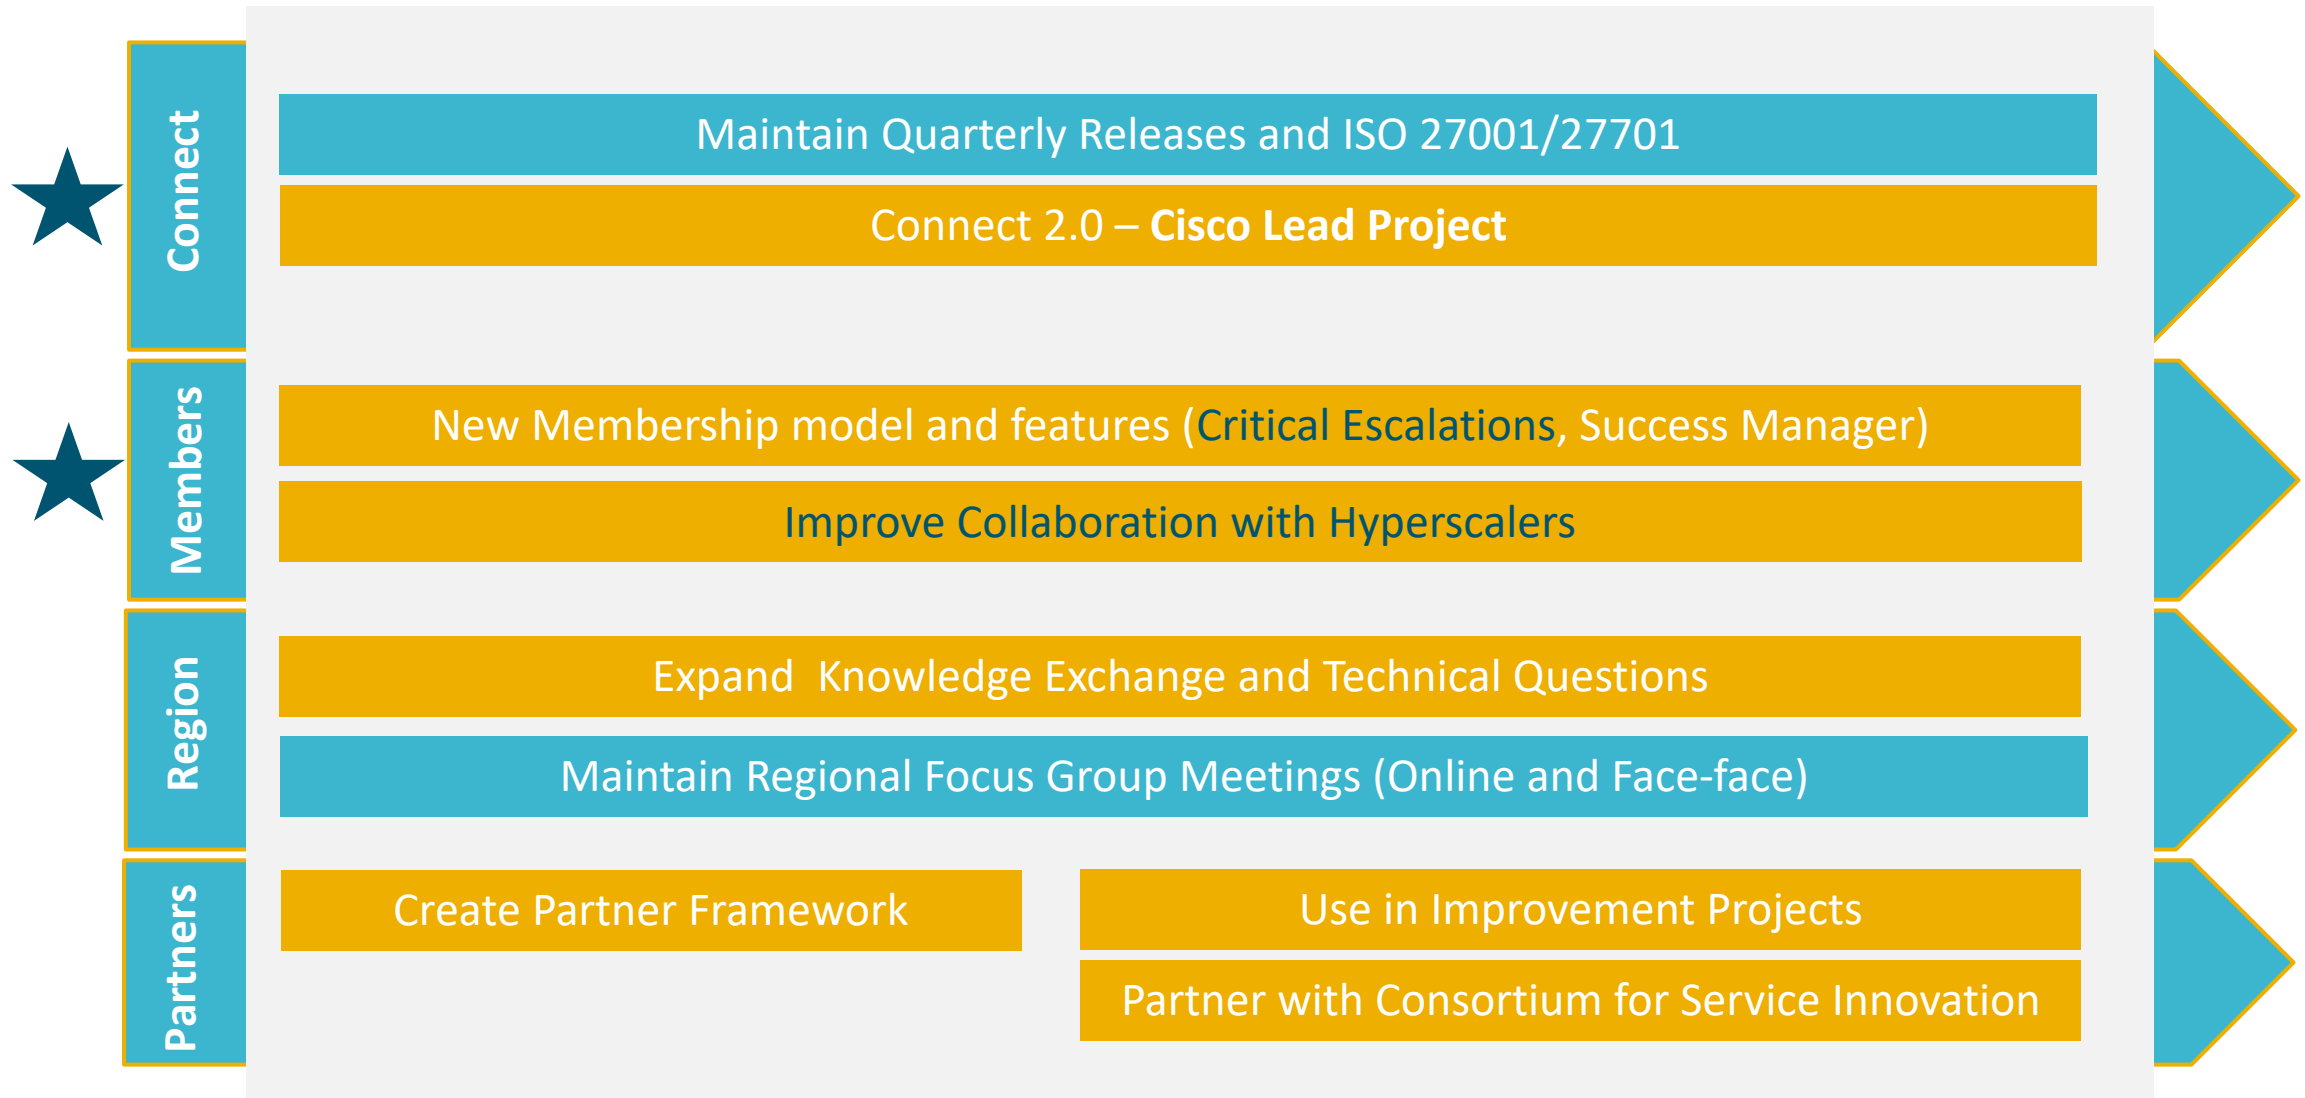 Connect
Maintain Quarterly Releases and ISO 27001/27701
Connect 2.0 – Cisco Lead Project
Members
New Membership model and features (Critical Escalations, Success Manager)
Improve Collaboration with Hyperscalers
Region
Expand  Knowledge Exchange and Technical Questions
Maintain Regional Focus Group Meetings (Online and Face-face)
Partners
Create Partner Framework
Use in Improvement Projects
Partner with Consortium for Service Innovation